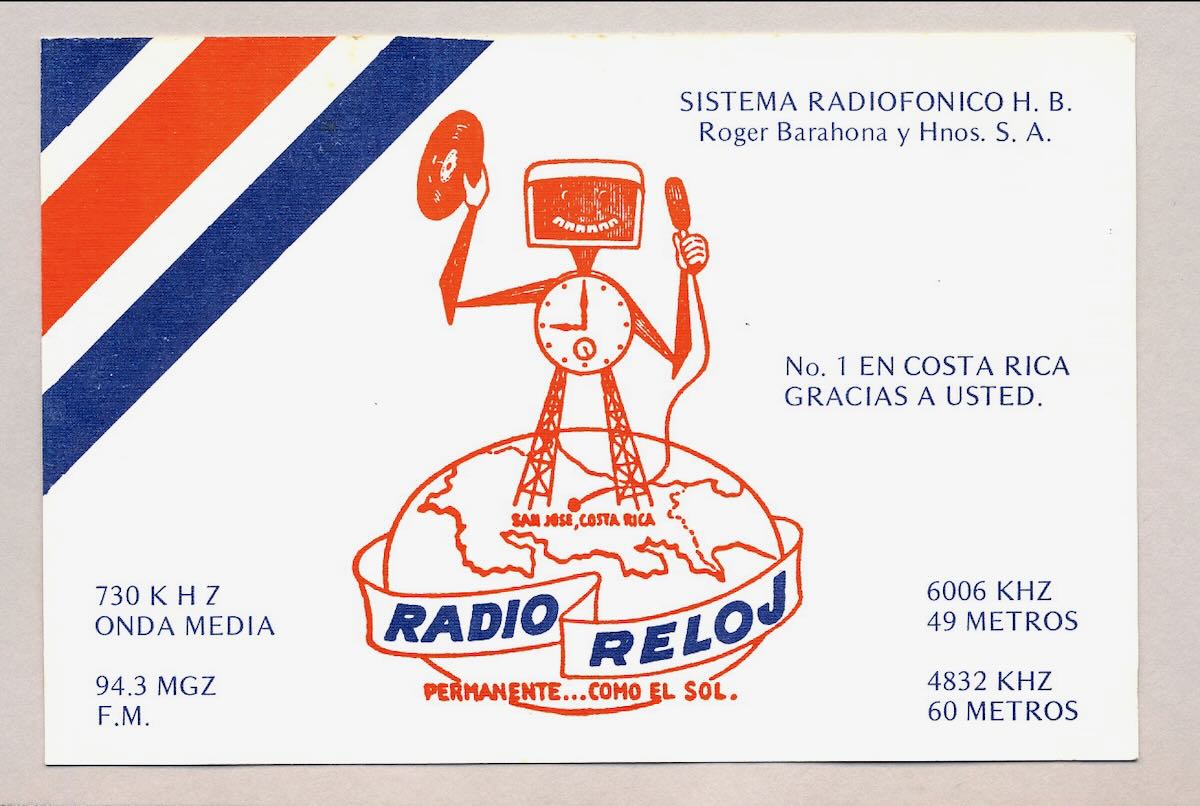 SISTEMA RADIOFONICO H. B.
Roger Barahona y Hnos. S. A.
No. 1 EN COSTA RICA
GRACIAS A USTED.
SAN JOSE, COSTA RICA
RADIO RELOJ
PERMANENTE...COMO EL SOL.
730 K H Z
ONDA MEDIA
94.3 MGZ
F.M.
6006 KHZ
49 METROS
4832 KHZ
60 METROS